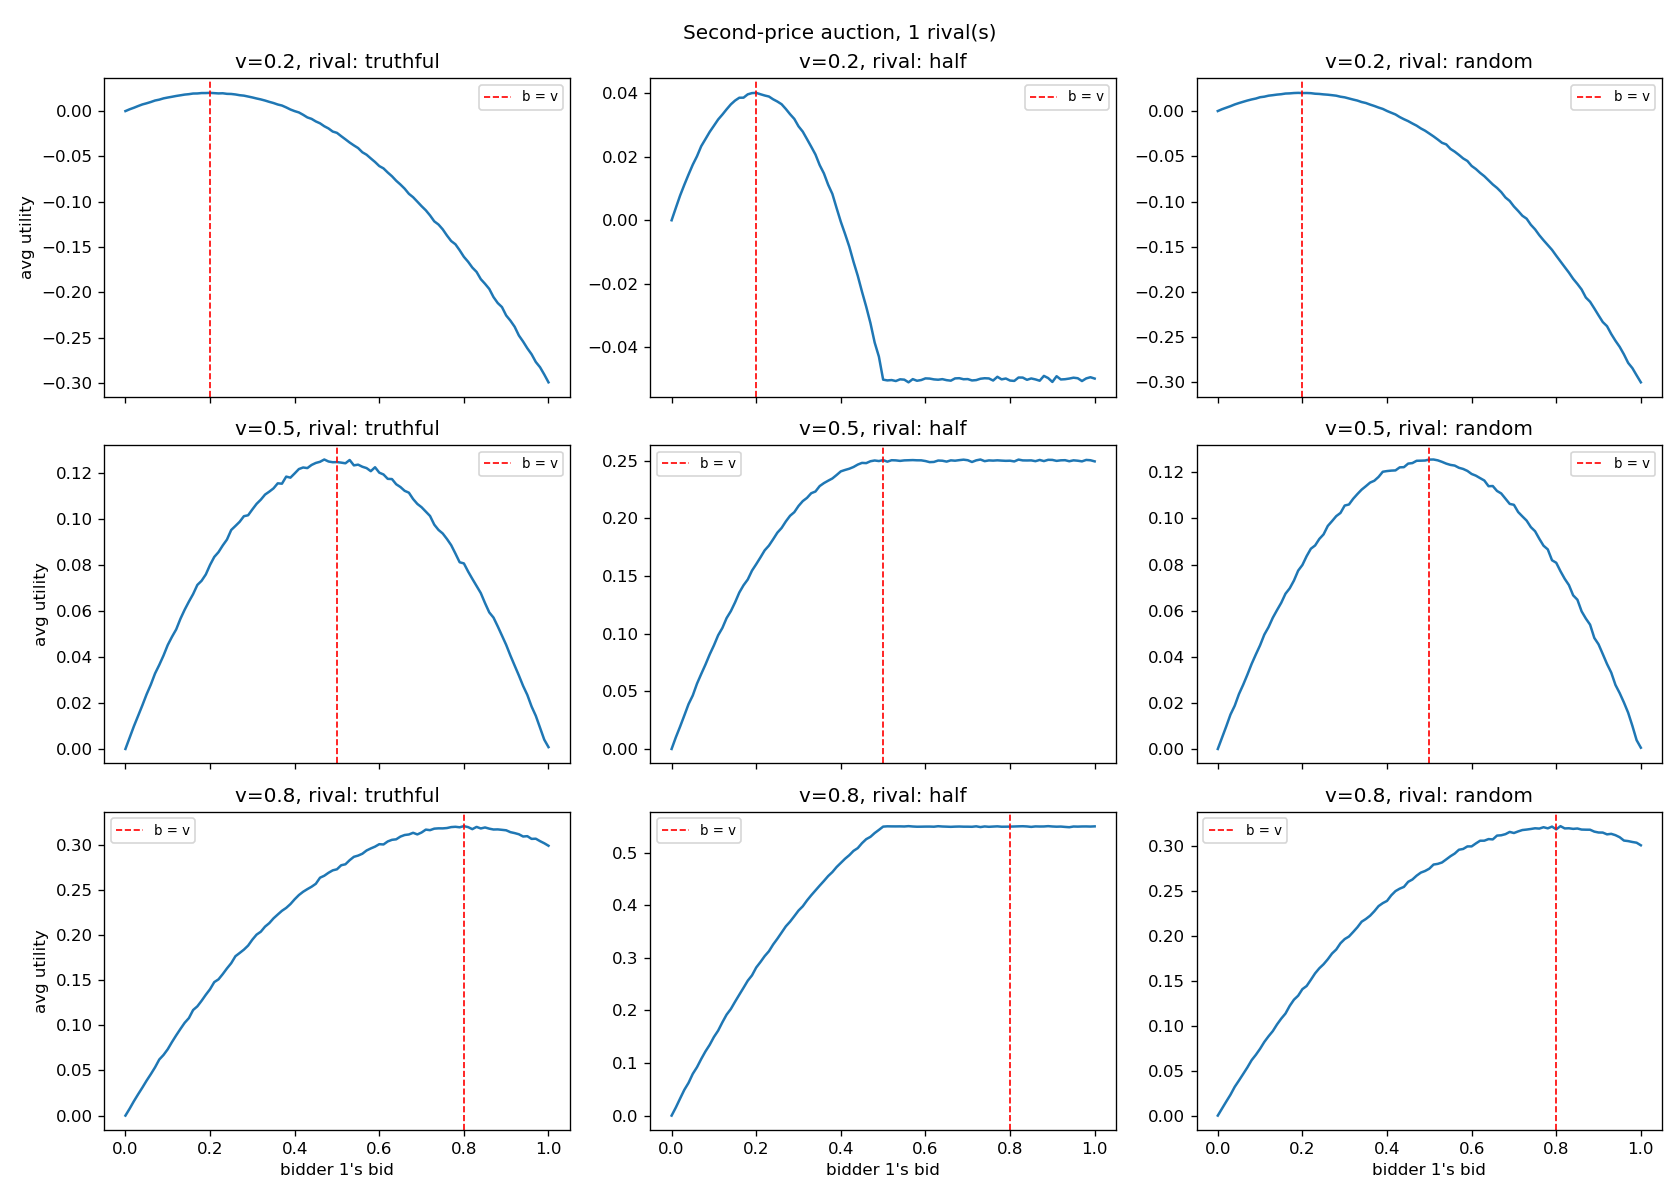 Second-price auction, 1 rival(s)
v=0.2, rival: truthful
v=0.2, rival: half
v=0.2, rival: random
avg utility
0.00
−0.05
−0.10
−0.15
−0.20
−0.25
−0.30
b = v
0.04
0.02
0.00
−0.02
−0.04
b = v
0.00
−0.05
−0.10
−0.15
−0.20
−0.25
−0.30
b = v
v=0.5, rival: truthful
v=0.5, rival: half
v=0.5, rival: random
avg utility
0.12
0.10
0.08
0.06
0.04
0.02
0.00
b = v
0.25
0.20
0.15
0.10
0.05
0.00
b = v
0.12
0.10
0.08
0.06
0.04
0.02
0.00
b = v
v=0.8, rival: truthful
v=0.8, rival: half
v=0.8, rival: random
avg utility
0.30
0.25
0.20
0.15
0.10
0.05
0.00
b = v
0.5
0.4
0.3
0.2
0.1
0.0
b = v
0.30
0.25
0.20
0.15
0.10
0.05
0.00
b = v
0.0 0.2 0.4 0.6 0.8 1.0
0.0 0.2 0.4 0.6 0.8 1.0
0.0 0.2 0.4 0.6 0.8 1.0
bidder 1's bid
bidder 1's bid
bidder 1's bid